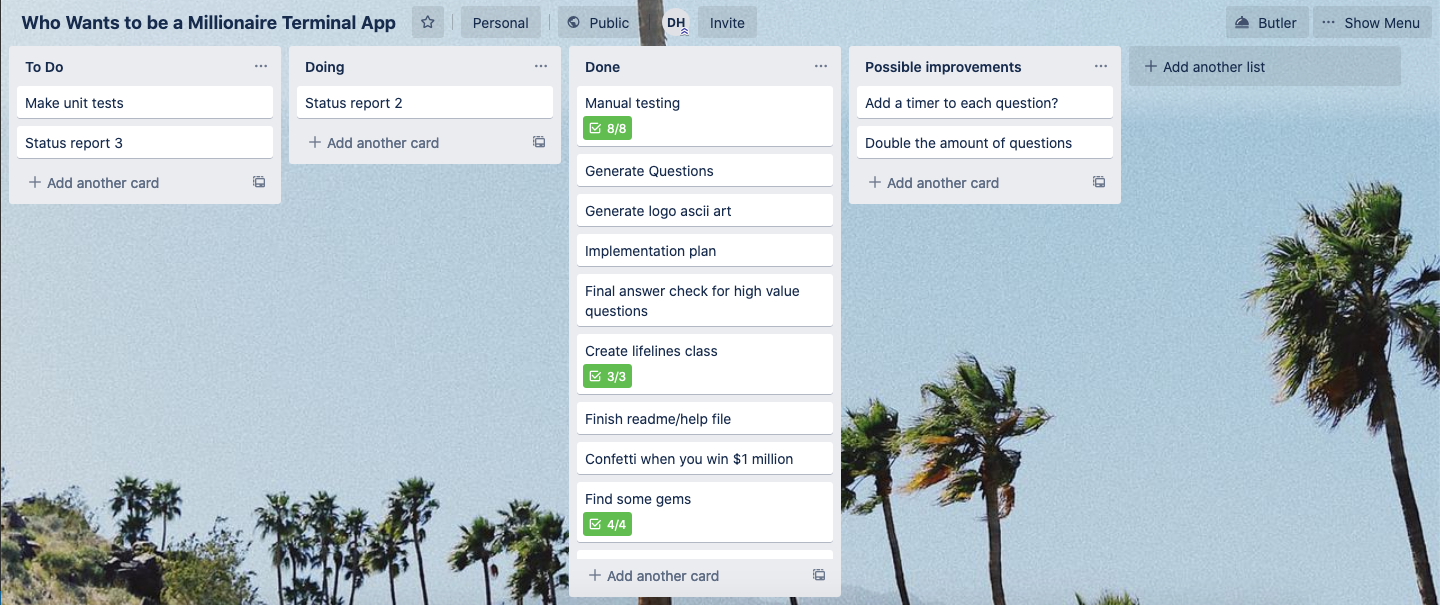 Who Wants to be a Millionaire Terminal App
Personal
Public
DH
Invite
Butler
Show Menu
To Do
Make unit tests
Status report 3
Add another card
Doing
Status report 2
Add another card
Done
Manual testing
8/8
Generate Questions
Generate logo ascii art
Implementation plan
Final answer check for high value
questions
Create lifelines class
3/3
Finish readme/help file
Confetti when you win $1 million
Find some gems
4/4
Add another card
Possible improvements
Add a timer to each question?
Double the amount of questions
Add another card
Add another list